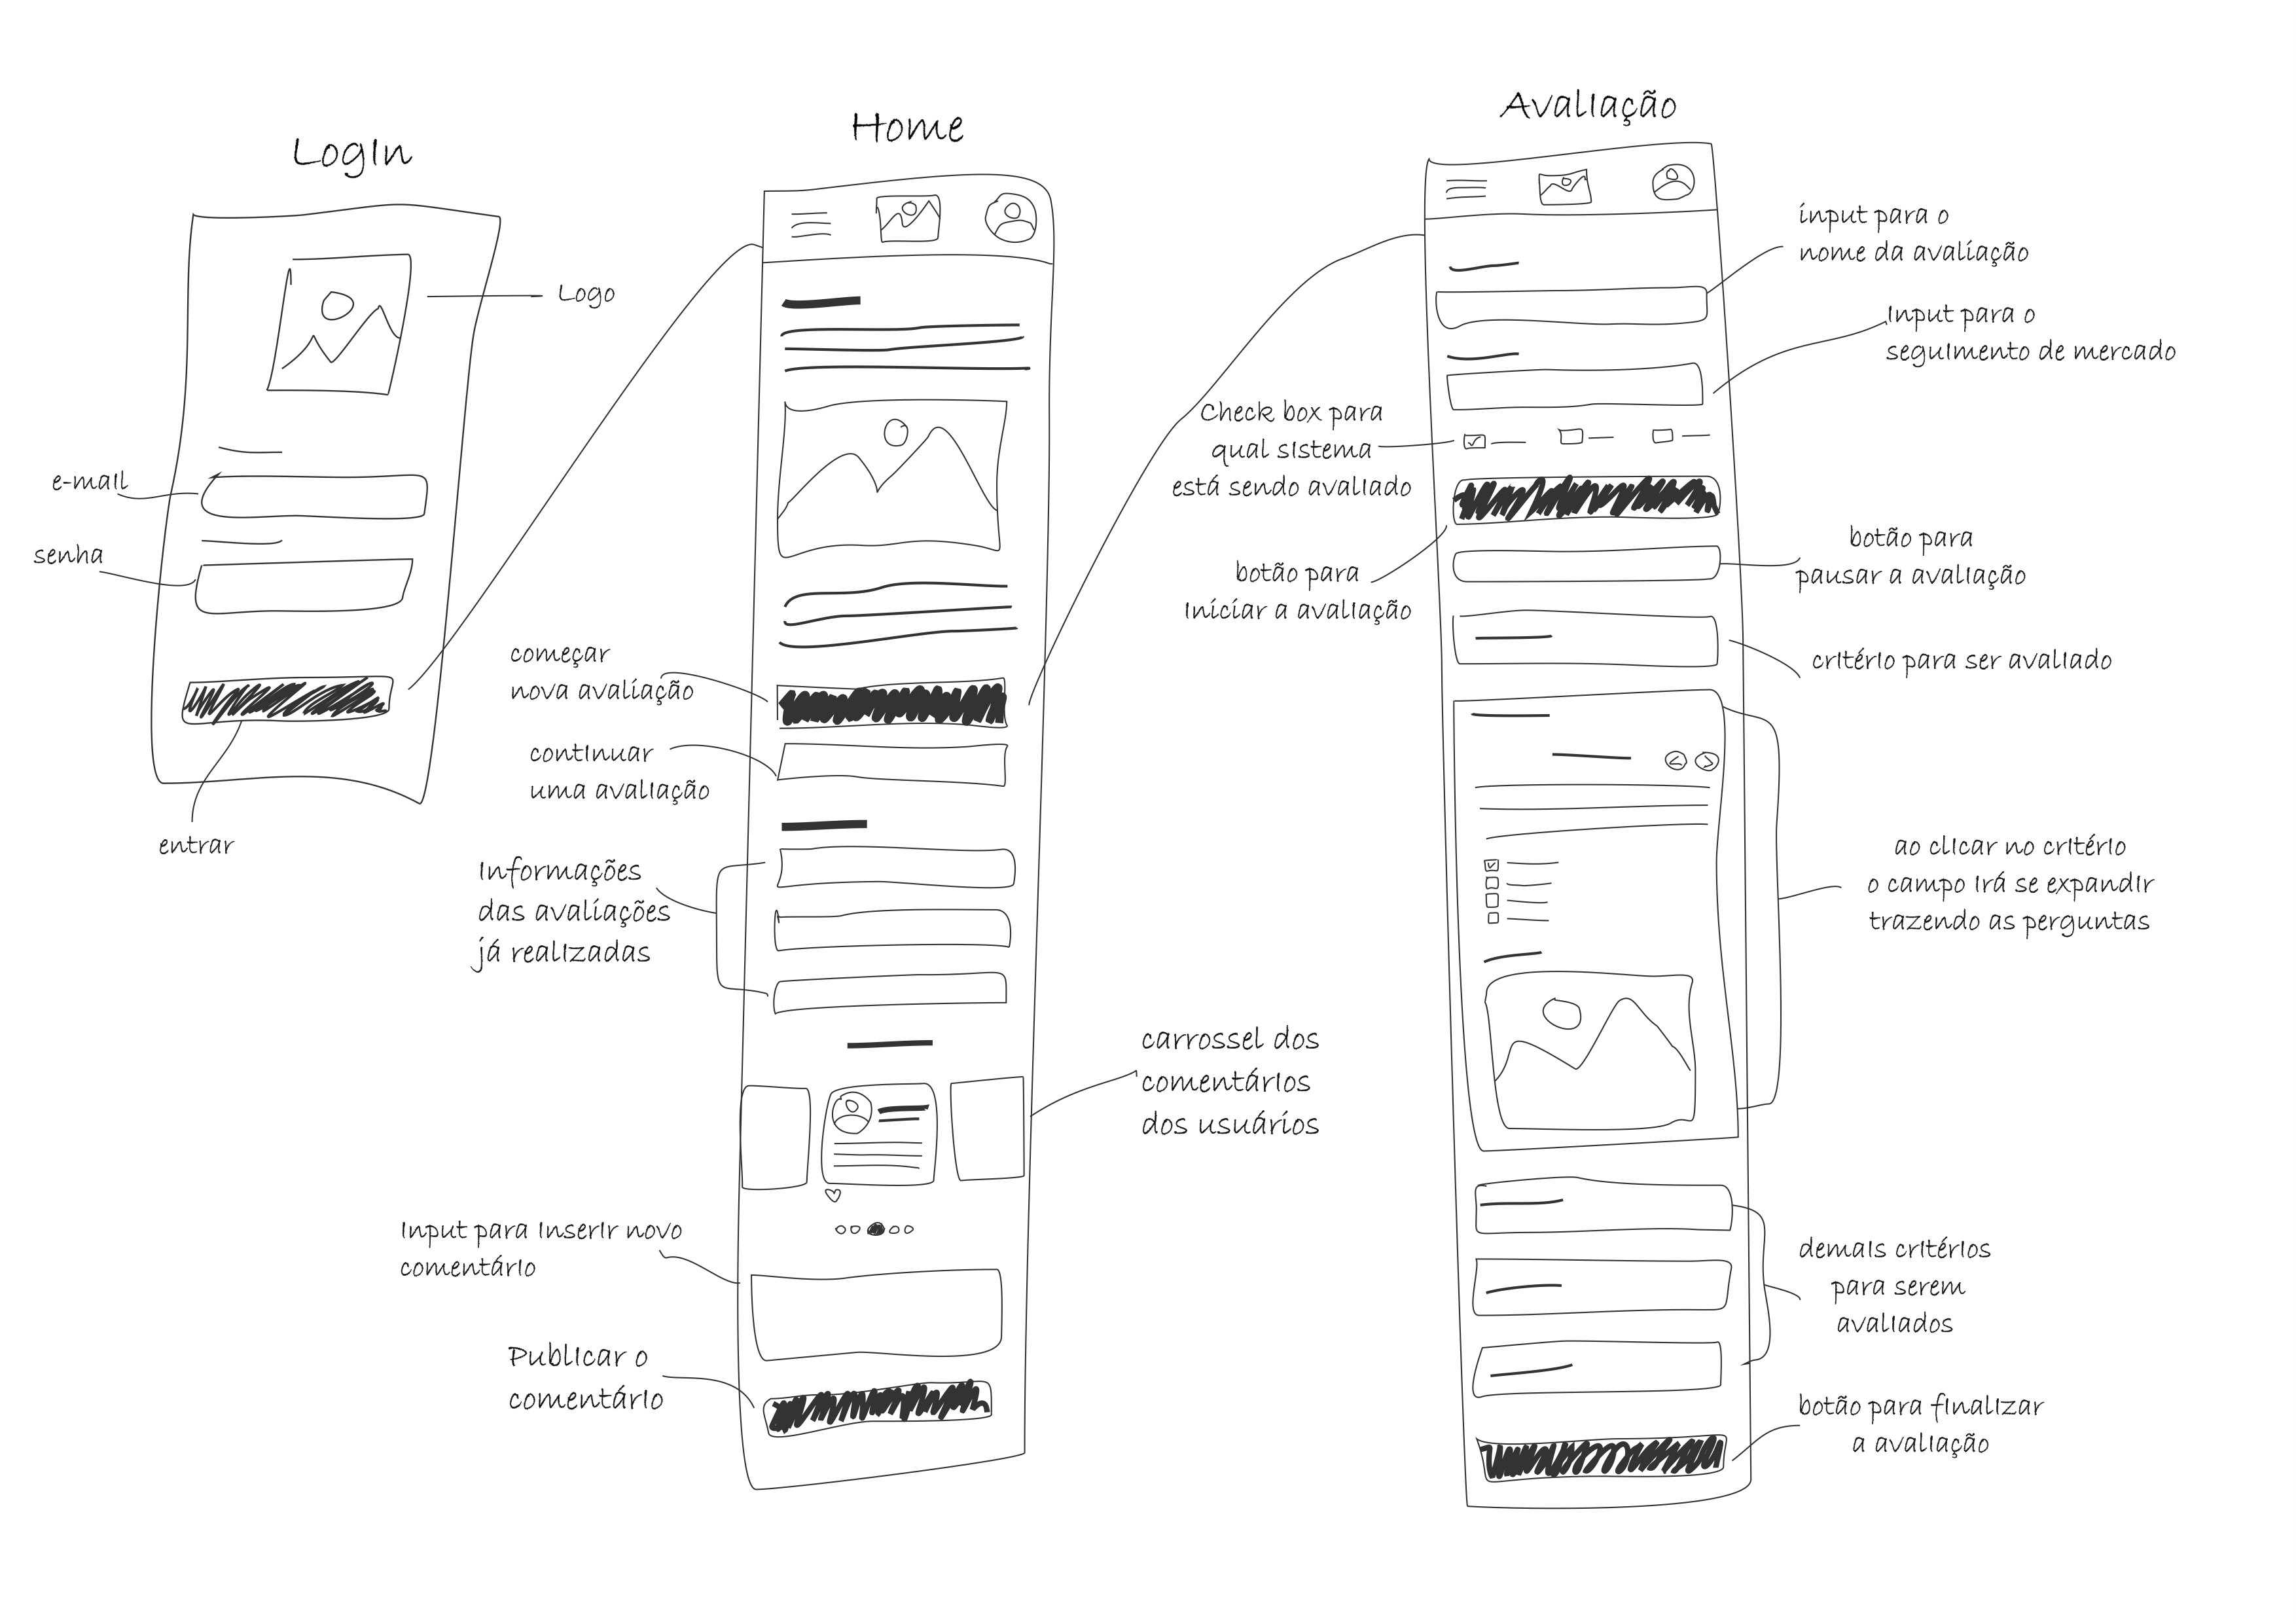 LogIn
Logo
e-mail
senha
entrar
Home
começar
nova avaliação
continuar
uma avaliação
Informações
das avaliações
já realizadas
carrossel dos
comentários
dos usuários
Input para inserir novo
comentário
Publicar o
comentário
Avaliação
input para o
nome da avaliação
Input para o
seguimento de mercado
Check box para
qual sistema
está sendo avaliado
botão para
iniciar a avaliação
botão para
pausar a avaliação
critério para ser avaliado
ao clicar no critério
o campo irá se expandir
trazendo as perguntas
demais critérios
para serem
avaliados
botão para finalizar
a avaliação